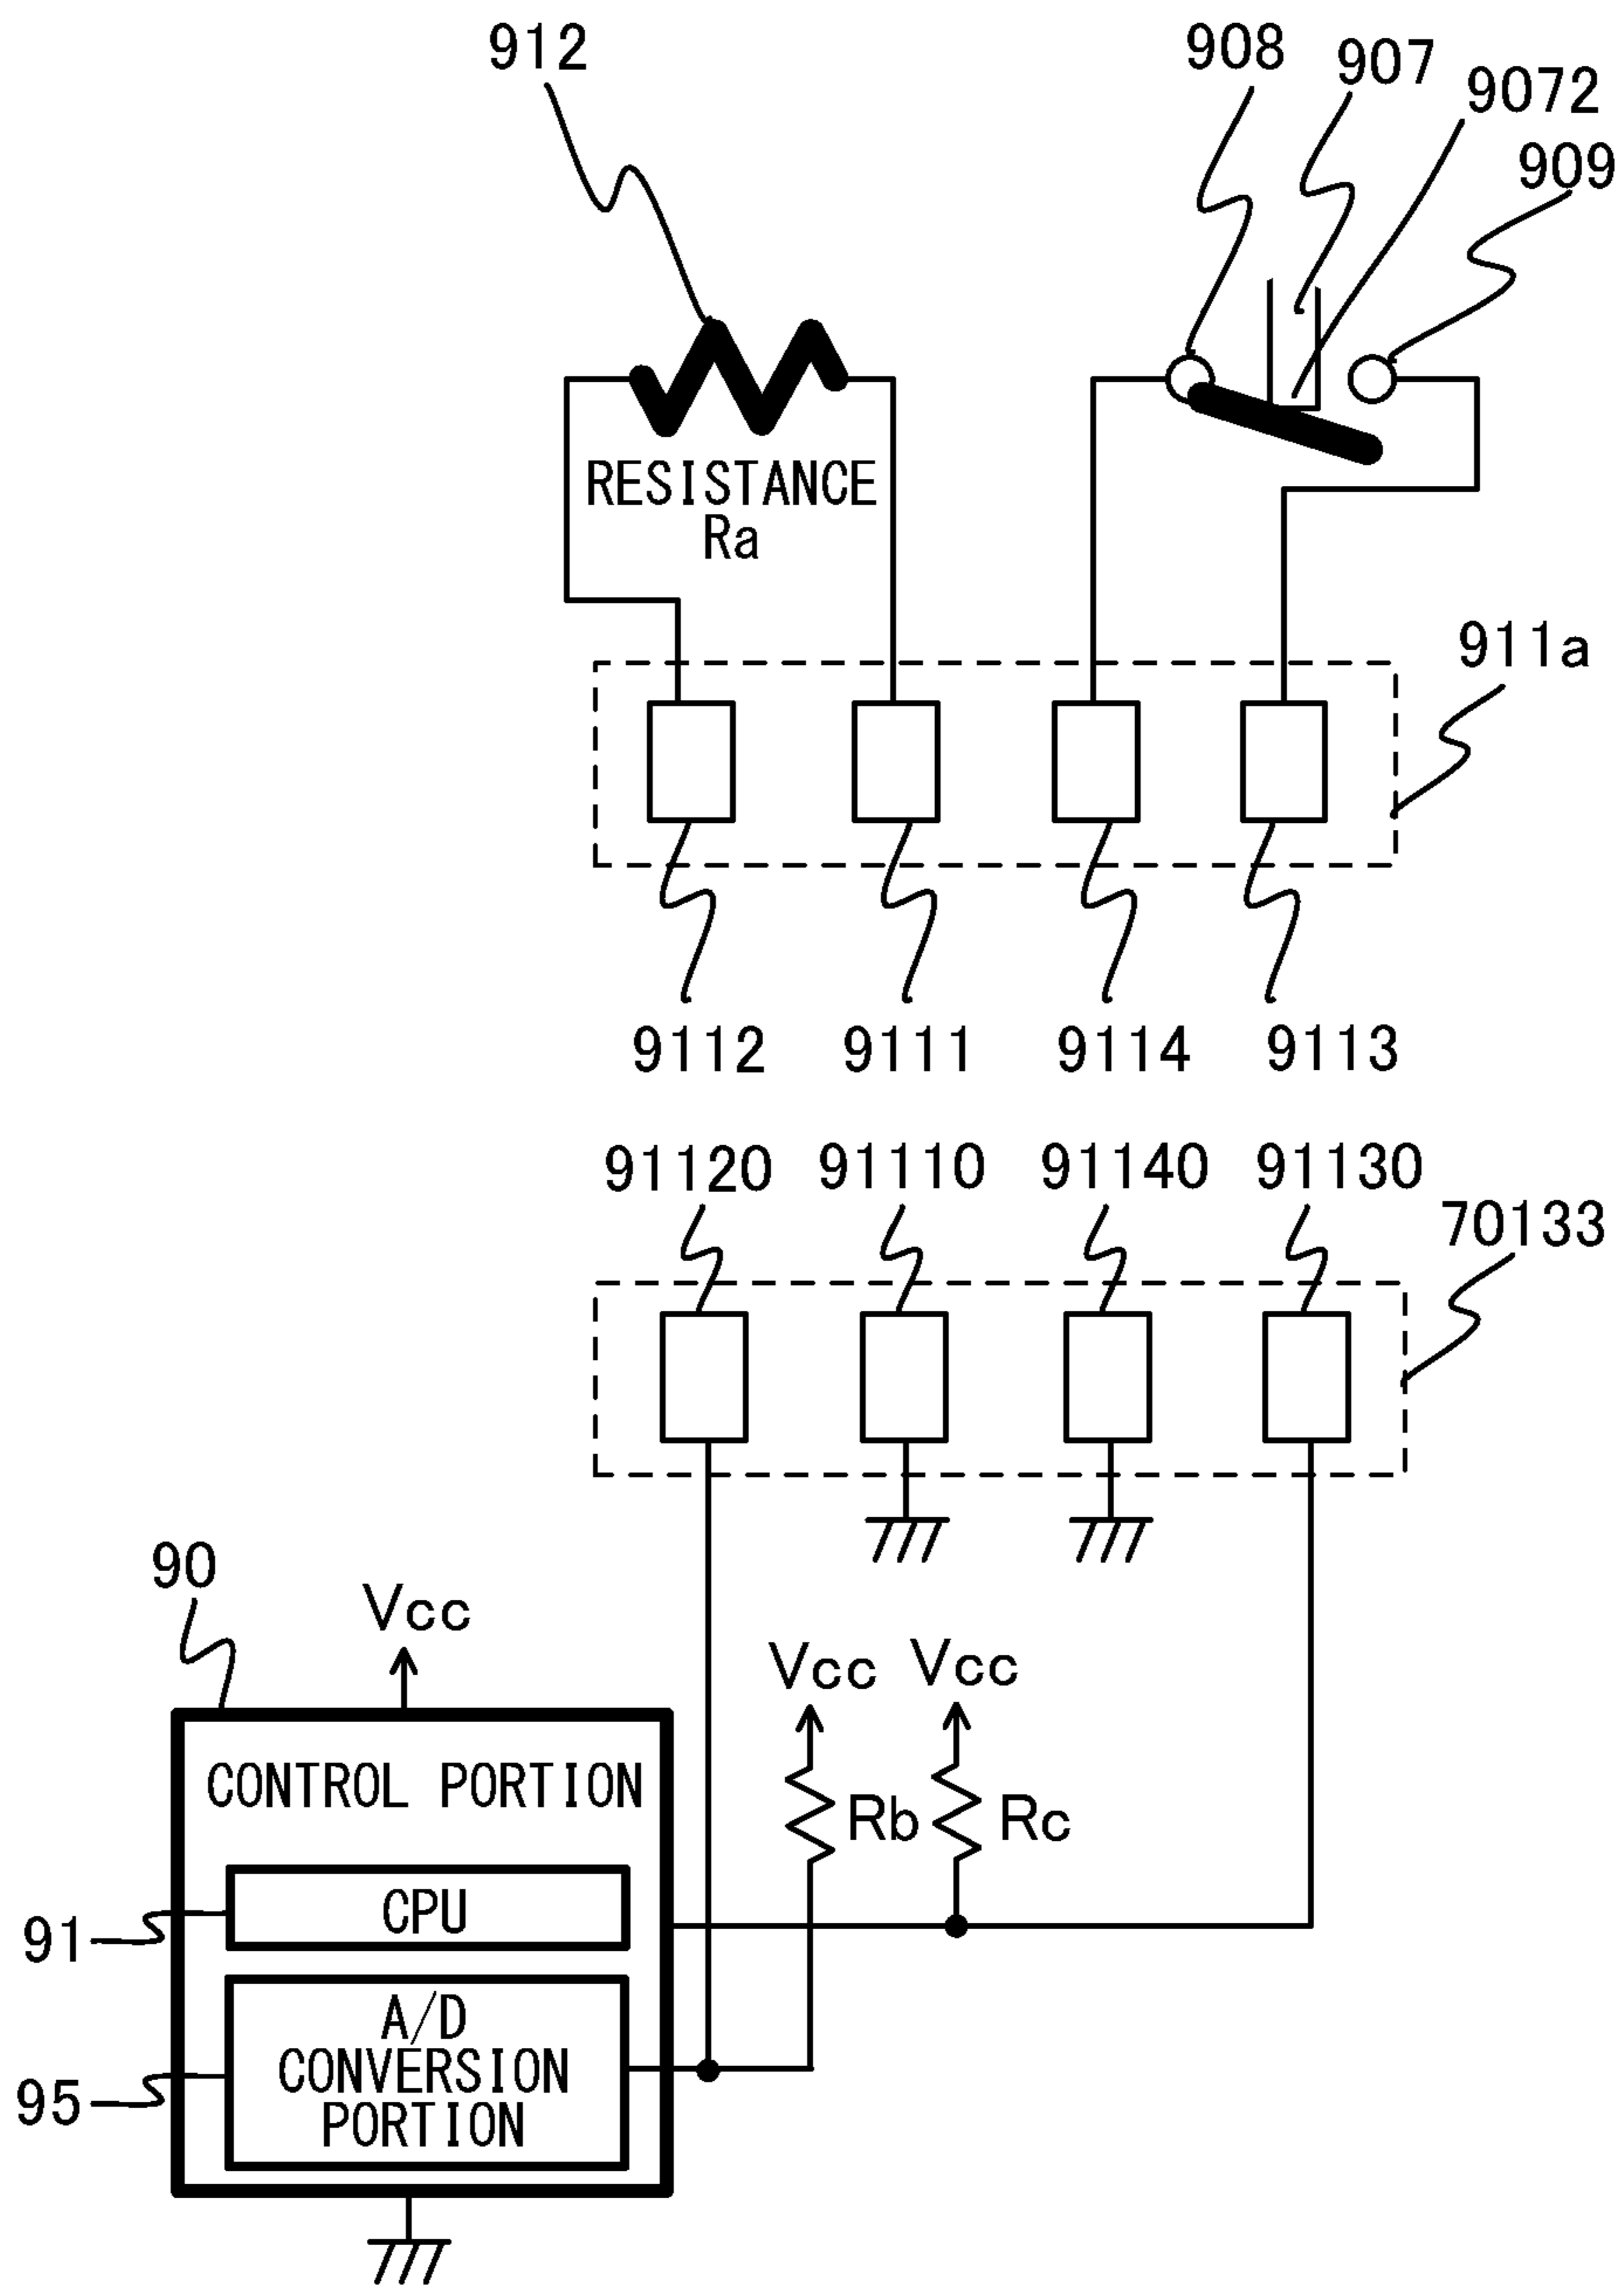 912
908
907
9072
909
RESISTANCE
Ra
911a
9112
9111
9114
9113
91120
91110
91140
91130
70133
90
Vcc
Vcc
Vcc
CONTROL PORTION
Rb
Rc
CPU
91
A/D
CONVERSION
PORTION
95